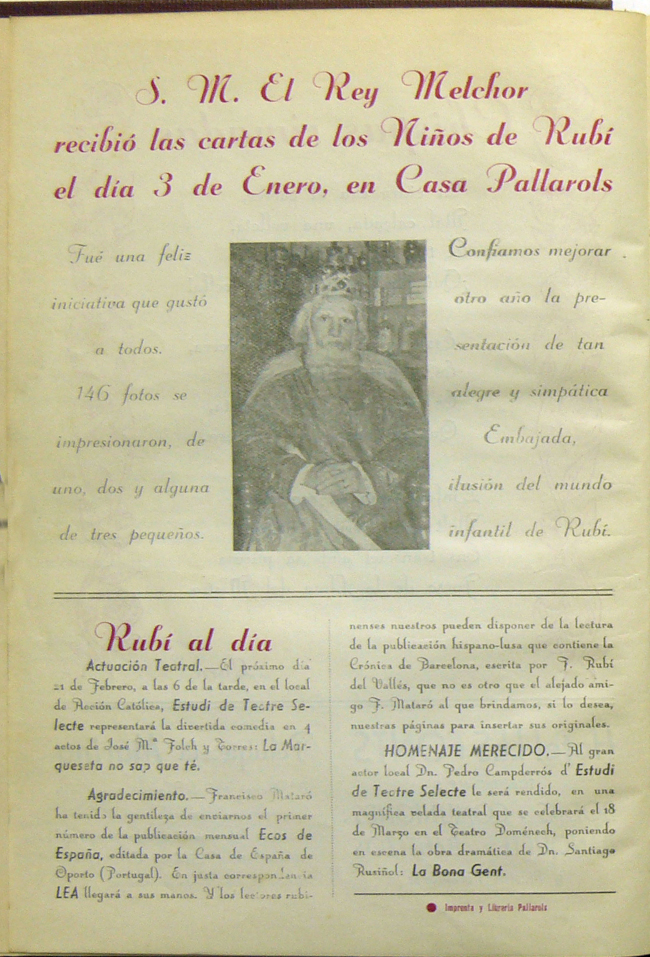 S. M. El Rey Melchor
recibió las cartas de los Niños de Rubí
el día 3 de Enero, en Casa Pallarols
Fué una feliz
iniciativa que gustó
a todos.
146 fotos se
impresionaron, de
uno, dos y alguna
de tres pequeños.
Confiamos mejorar
otro año la pre-
sentación de tan
alegre y simpática
Embajada,
ilusión del mundo
infantil de Rubí.
Rubí al día
Actuación Teatral.—El próximo día
21 de Febrero, a las 6 de la tarde, en el local
de Acción Católica, Estudi de Teatre Se-
lecte representará la divertida comedia en 4
actos de José M.ª Folch y Torres: La Mar-
queseta no sap que té.
Agradecimiento.—Francisco Mataró
ha tenido la gentileza de enviarnos el primer
número de la publicación mensual Ecos de
España, editada por la Casa de España de
Oporto (Portugal). En justa correspondencia
LEA llegará a sus manos. Y los lectores rubi-
nenses nuestros pueden disponer de la lectura
de la publicación hispano-lusa que contiene la
Crónica de Barcelona, escrita por F. Rubí
del Vallés, que no es otro que el alejado ami-
go F. Mataró al que brindamos, si lo desea,
nuestras páginas para insertar sus originales.
HOMENAJE MERECIDO.—Al gran
actor local Dn. Pedro Campderrós d' Estudi
de Teatre Selecte le será rendido, en una
magnífica velada teatral que se celebrará el 18
de Marzo en el Teatro Doménech, poniendo
en escena la obra dramática de Dn. Santiago
Rusiñol: La Bona Gent.
Imprenta y Librería Pallarols